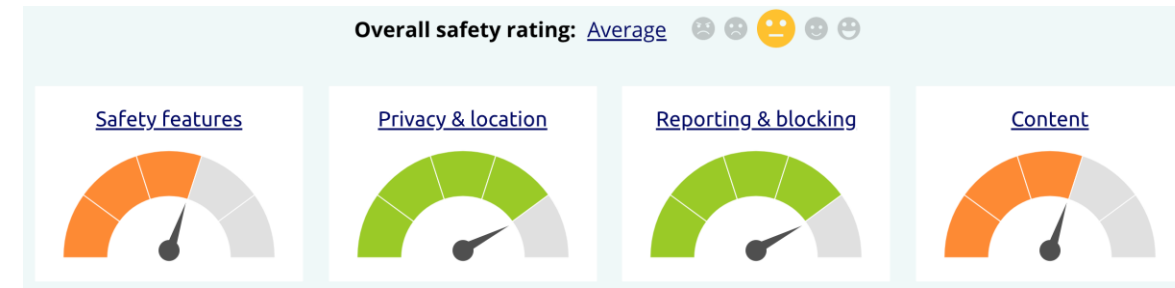 Overall safety rating: Average
Safety features
Privacy & location
Reporting & blocking
Content